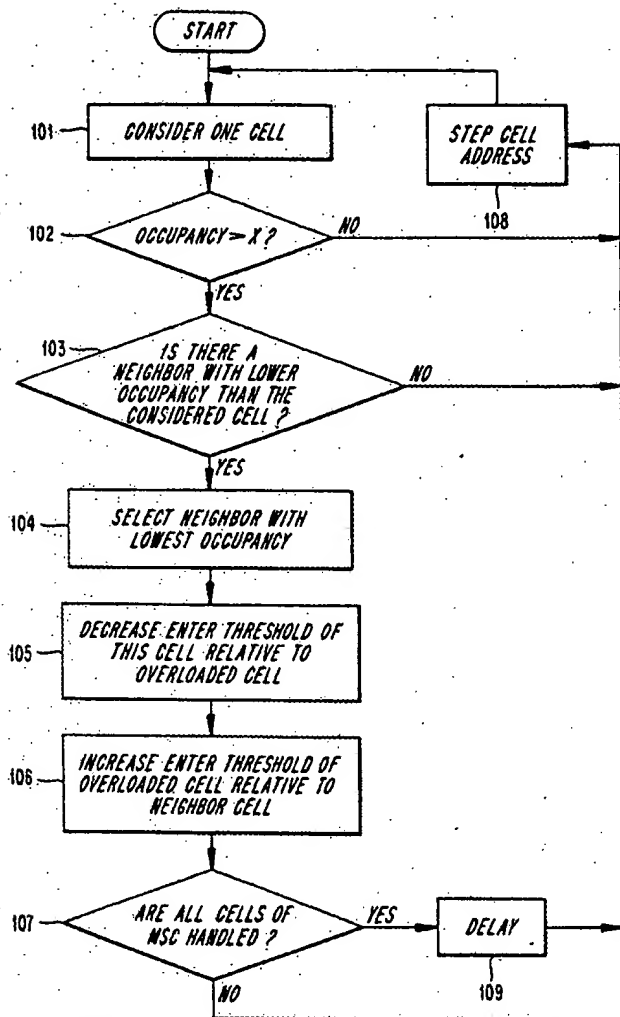 START
101
CONSIDER ONE CELL
STEP CELL
ADDRESS
108
102
OCCUPANCY ≥ X ?
NO
YES
103
IS THERE A
NEIGHBOR WITH LOWER
OCCUPANCY THAN THE
CONSIDERED CELL ?
NO
YES
104
SELECT NEIGHBOR WITH
LOWEST OCCUPANCY
105
DECREASE ENTER THRESHOLD OF
THIS CELL RELATIVE TO
OVERLOADED CELL
106
INCREASE ENTER THRESHOLD OF
OVERLOADED CELL RELATIVE TO
NEIGHBOR CELL
107
ARE ALL CELLS OF
MSC HANDLED ?
YES
DELAY
109
NO